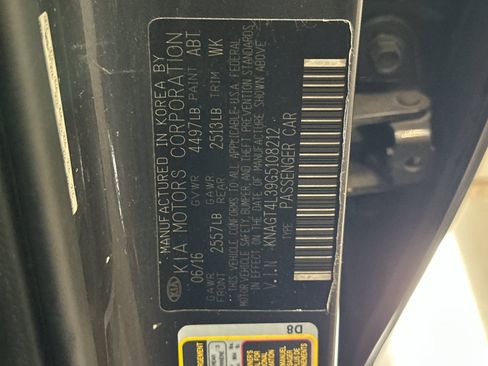 MANUFACTURED IN KOREA BY
KIA KIA MOTORS CORPORATION
06/16 GVWR 4497LB PAINT ABT
GAWR FRONT 2557LB GAWR REAR 2513LB TRIM WK
THIS VEHICLE CONFORMS TO ALL APPLICABLE U.S.A. FEDERAL
MOTOR VEHICLE SAFETY, BUMPER, AND THEFT PREVENTION STANDARDS
IN EFFECT ON THE DATE OF MANUFACTURE SHOWN ABOVE
V.I.N KNAGT4L39G5108212
TYPE: PASSENGER CAR
D8